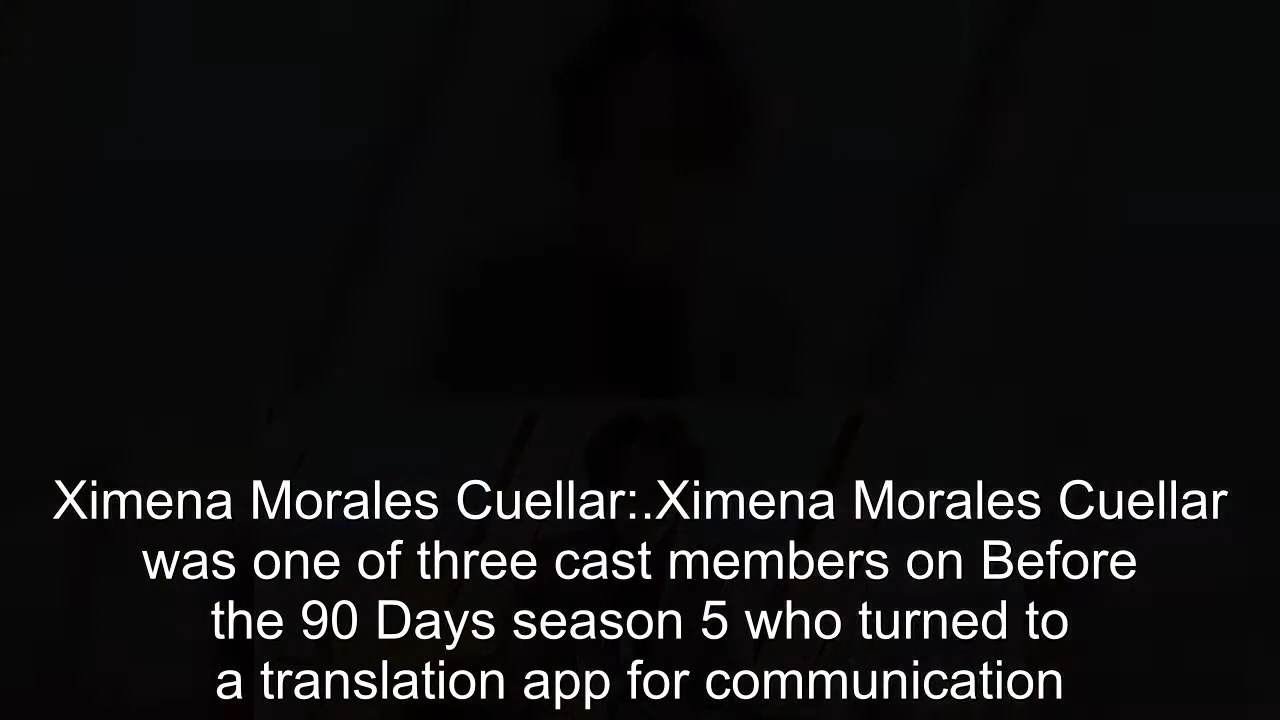 Ximena Morales Cuellar:.Ximena Morales Cuellar
was one of three cast members on Before
the 90 Days season 5 who turned to
a translation app for communication